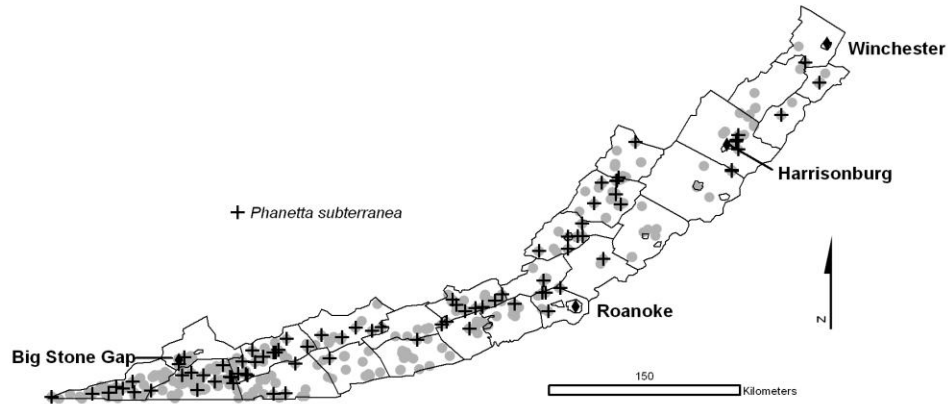 Winchester
Harrisonburg
+ Phanetta subterranea
Roanoke
N
Big Stone Gap
150
Kilometers